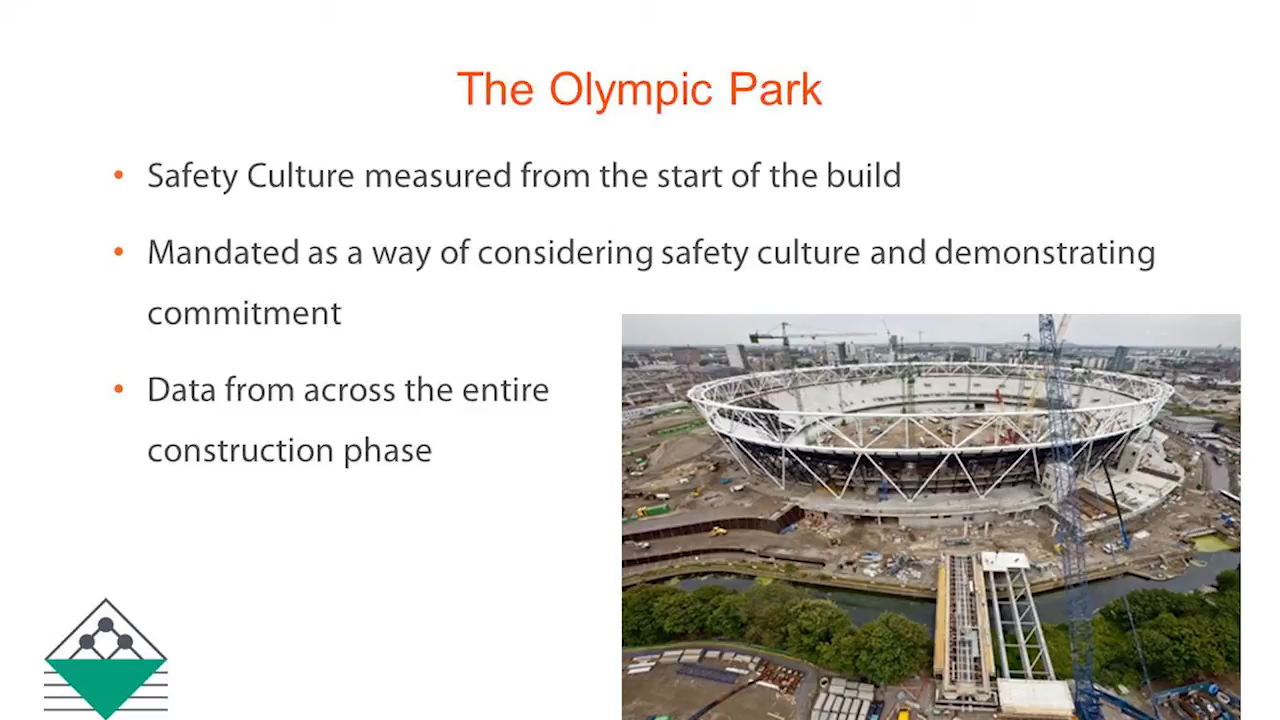 The Olympic Park
• Safety Culture measured from the start of the build
• Mandated as a way of considering safety culture and demonstrating
commitment
• Data from across the entire
construction phase